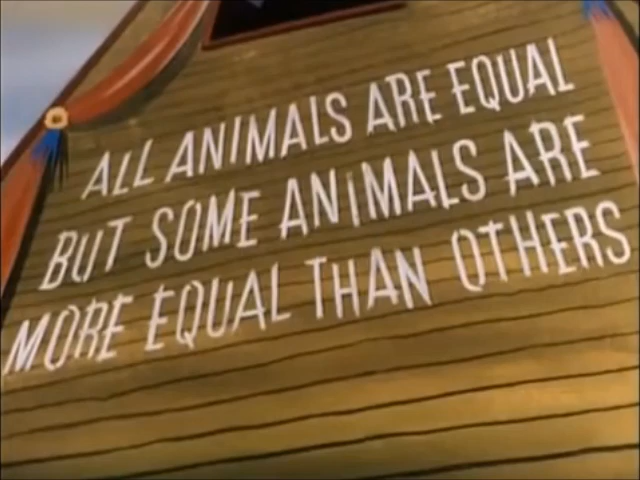 ALL ANIMALS ARE EQUAL
BUT SOME ANIMALS ARE
MORE EQUAL THAN OTHERS